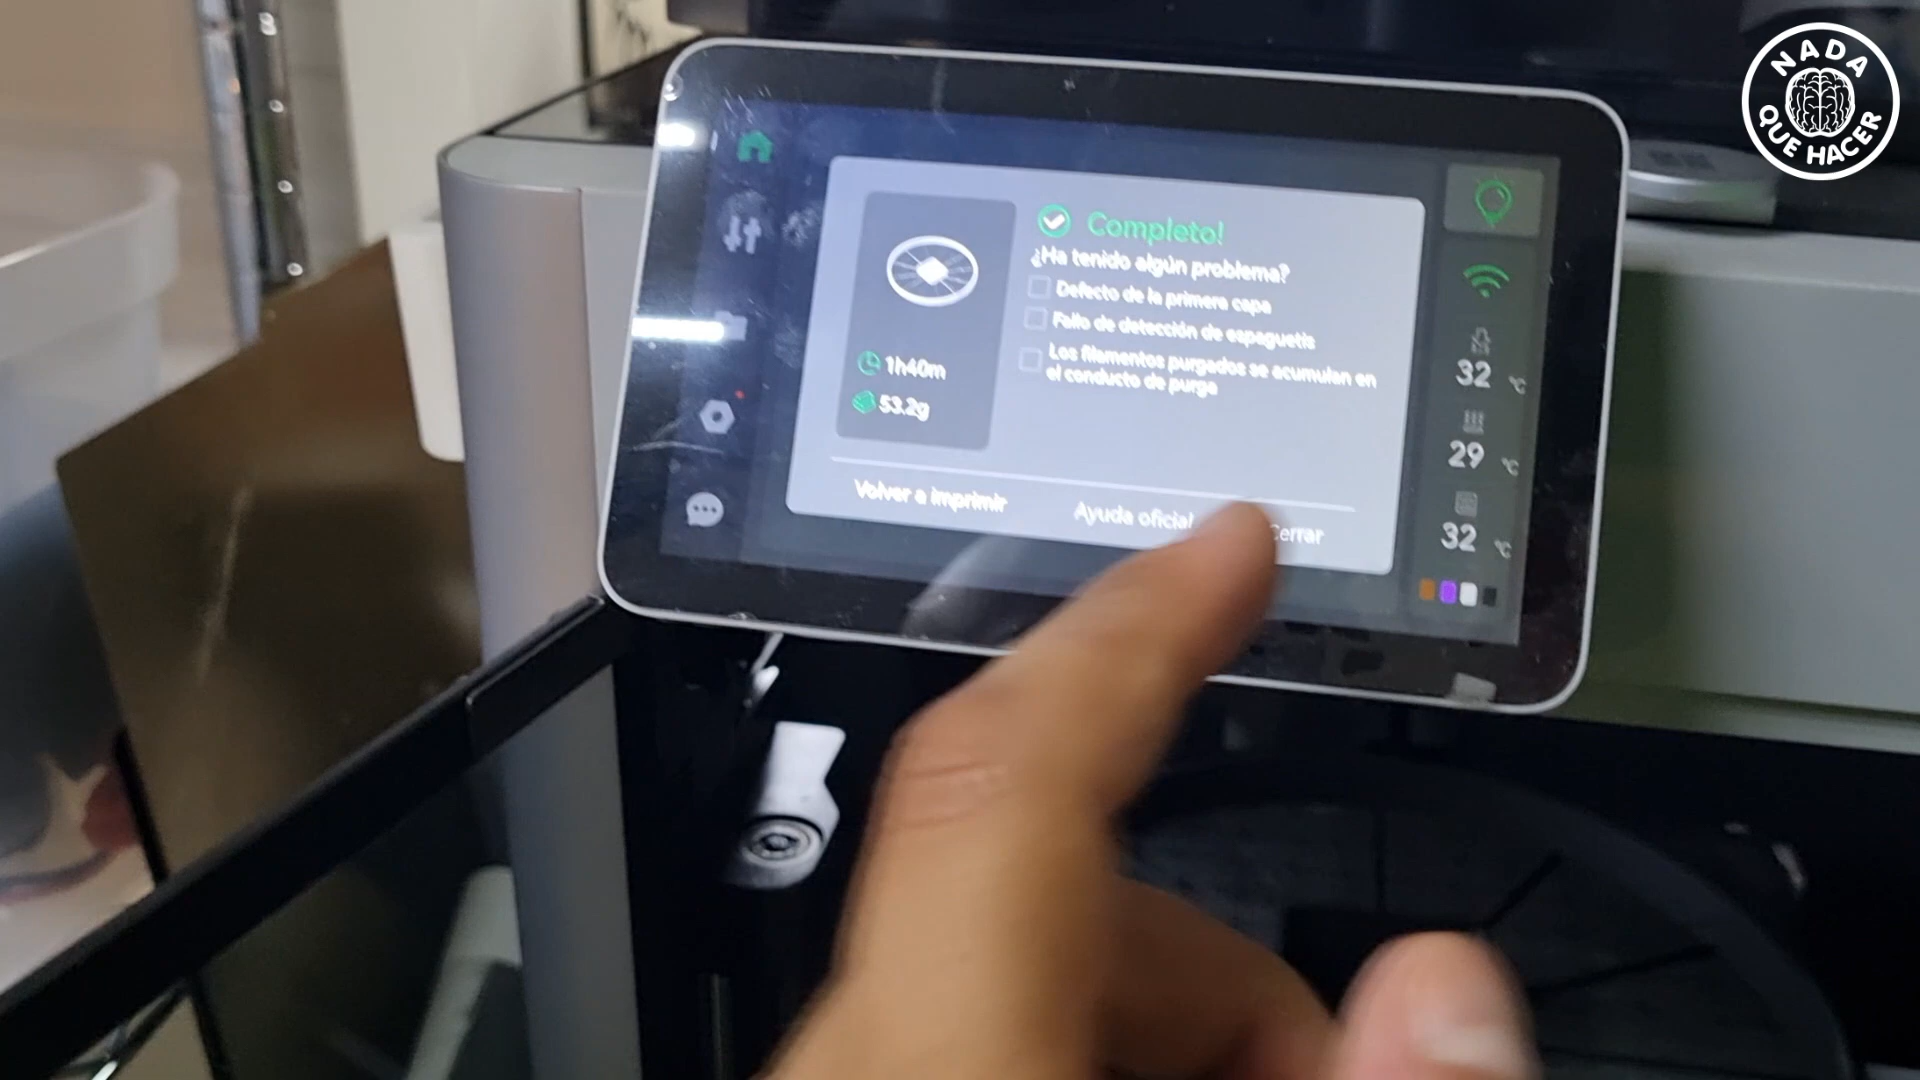 NADA
QUE HACER
Completo!
¿Ha tenido algún problema?
Defecto de la primera capa
Fallo de detección de espaguetis
Los filamentos purgados se acumulan en
el conducto de purga
1h40m
53.2g
Volver a imprimir
Ayuda oficial
Cerrar
32 °C
29 °C
32 °C